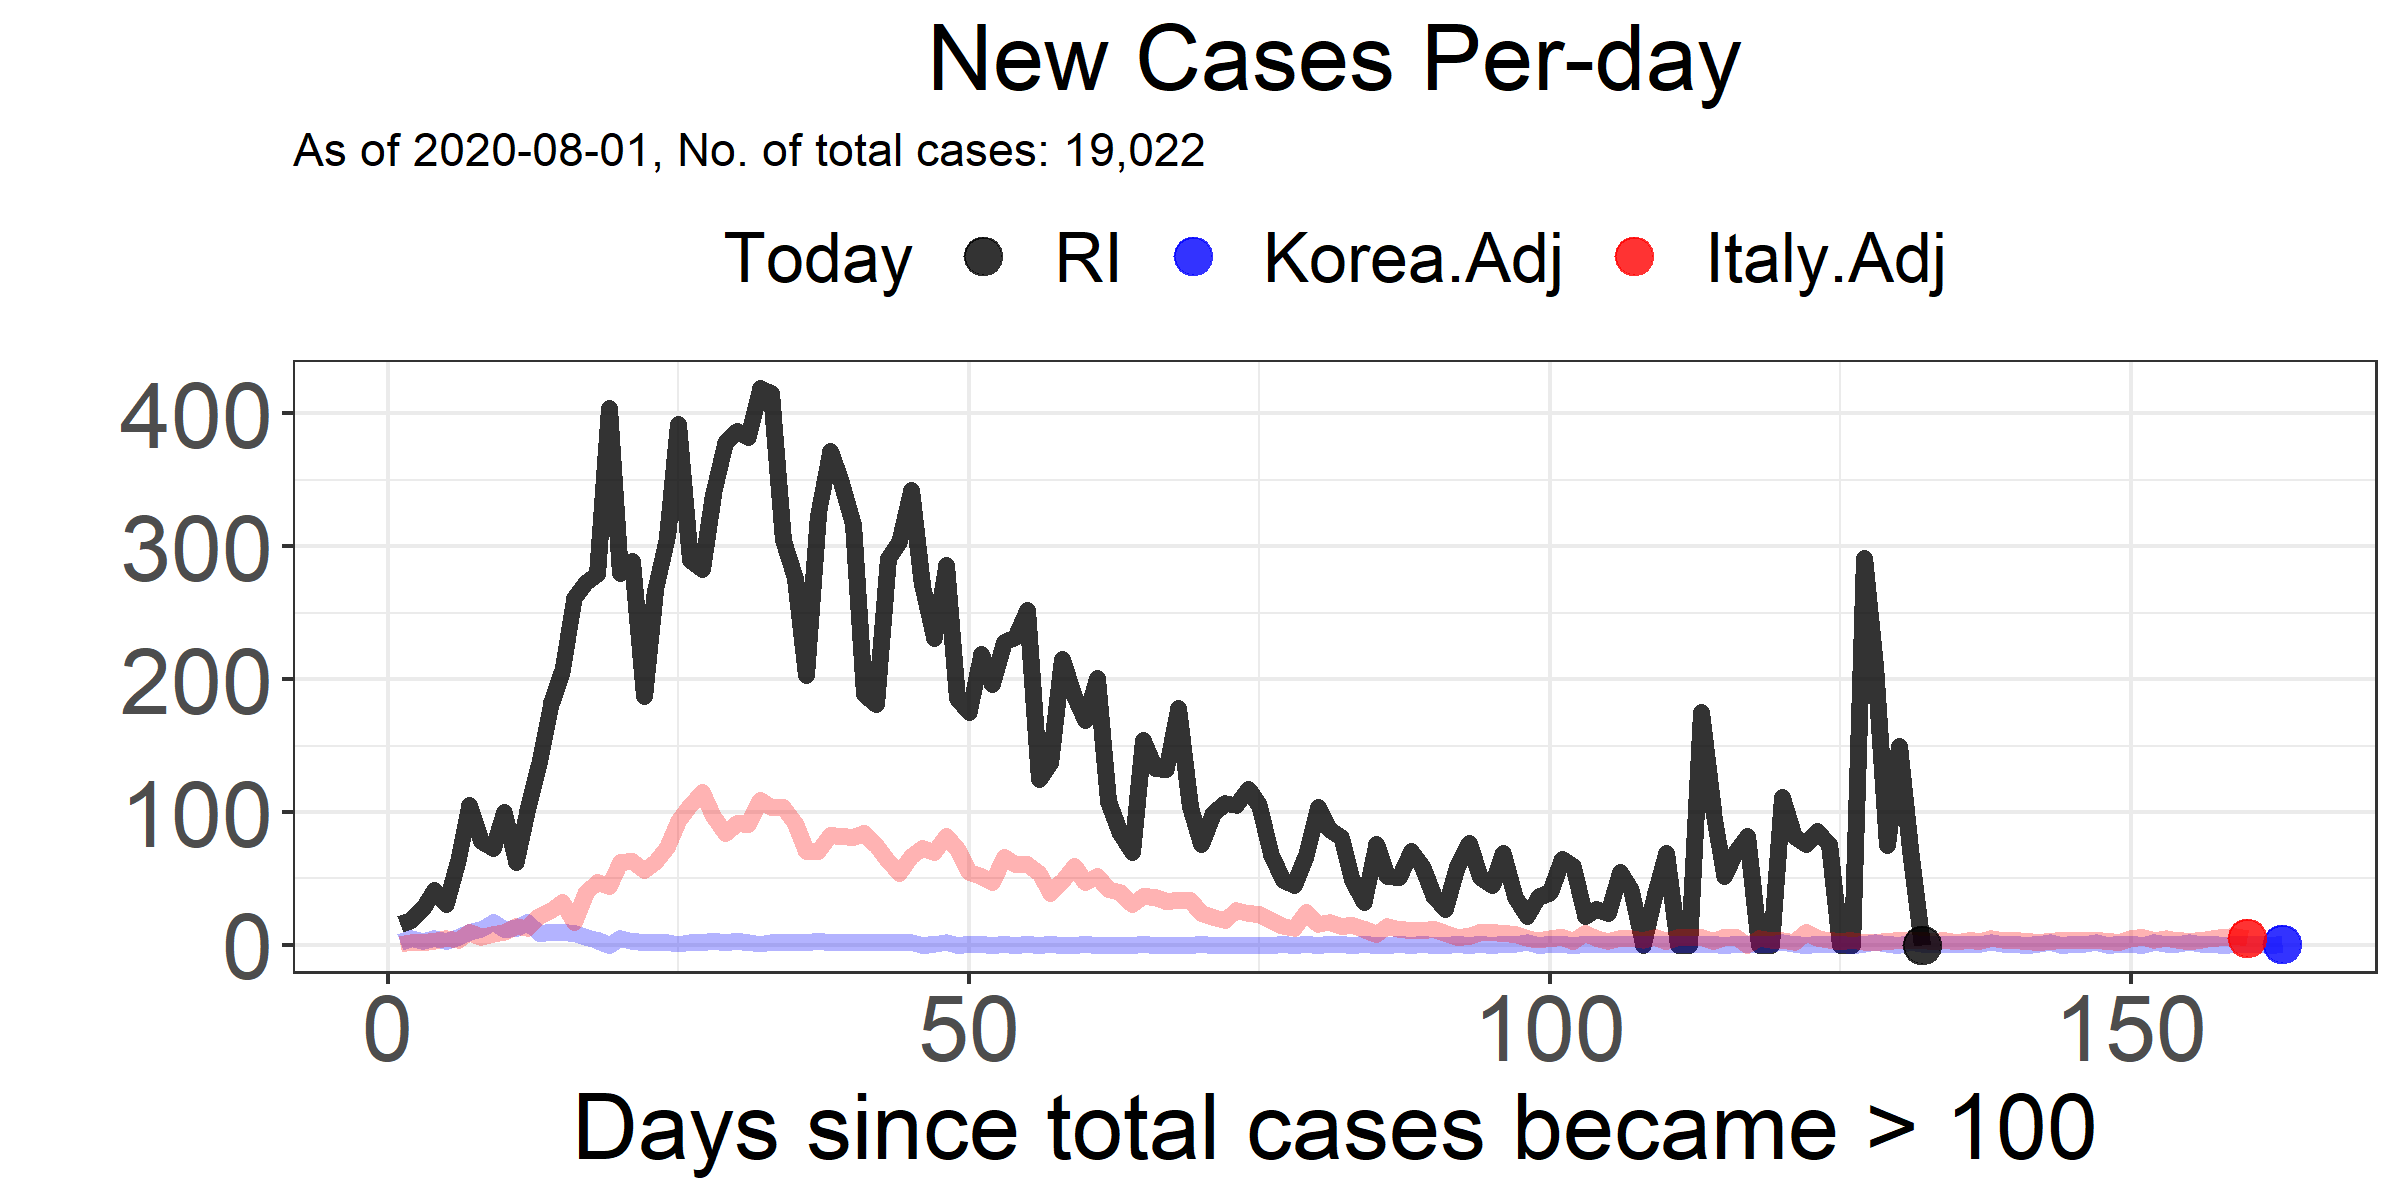 New Cases Per-day
As of 2020-08-01, No. of total cases: 19,022
Today RI Korea.Adj Italy.Adj
400
300
200
100
0
0 50 100 150
Days since total cases became > 100